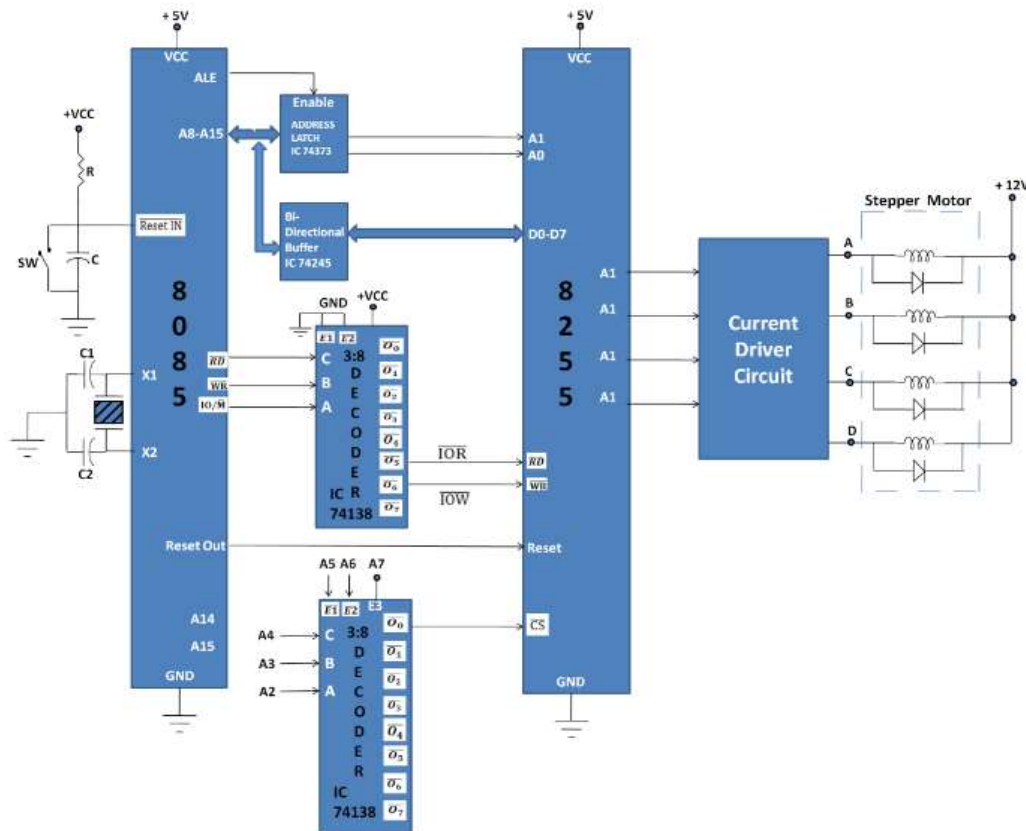 + 5V
VCC
ALE
A8-A15
Reset IN
8
0
8
5
RD
WR
IO/M
X1
X2
Reset Out
A14
A15
GND
+VCC
R
SW
C
C1
C2
Enable
ADDRESS
LATCH
IC 74373
Bi-
Directional
Buffer
IC 74245
GND
+VCC
E1 E2
3:8
C
B
A
D
E
C
O
D
E
R
IC
74138
O0
O1
O2
O3
O4
O5
O6
O7
IOR
IOW
A5 A6 A7
E1 E2 E3
3:8
A4
A3
A2
C
B
A
D
E
C
O
D
E
R
IC
74138
O0
O1
O2
O3
O4
O5
O6
O7
+ 5V
VCC
A1
A0
D0-D7
8
2
5
5
A1
A1
A1
A1
RD
WR
Reset
CS
GND
Current
Driver
Circuit
Stepper Motor
+ 12V
A
B
C
D